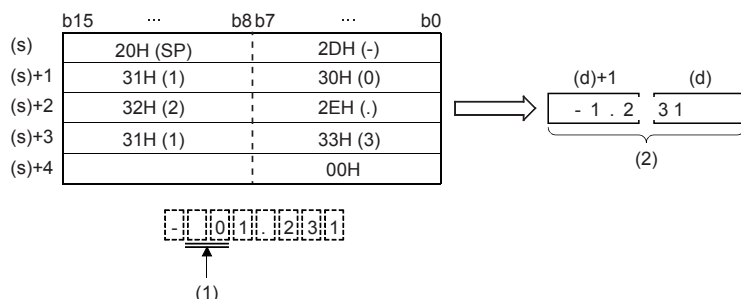 b15 ... b8 b7 ... b0
(s) 20H (SP) 2DH (-)
(s)+1 31H (1) 30H (0)
(s)+2 32H (2) 2EH (.)
(s)+3 31H (1) 33H (3)
(s)+4 00H
(d)+1 (d)
- 1 . 2 3 1
(2)
- 0 1 . 2 3 1
(1)